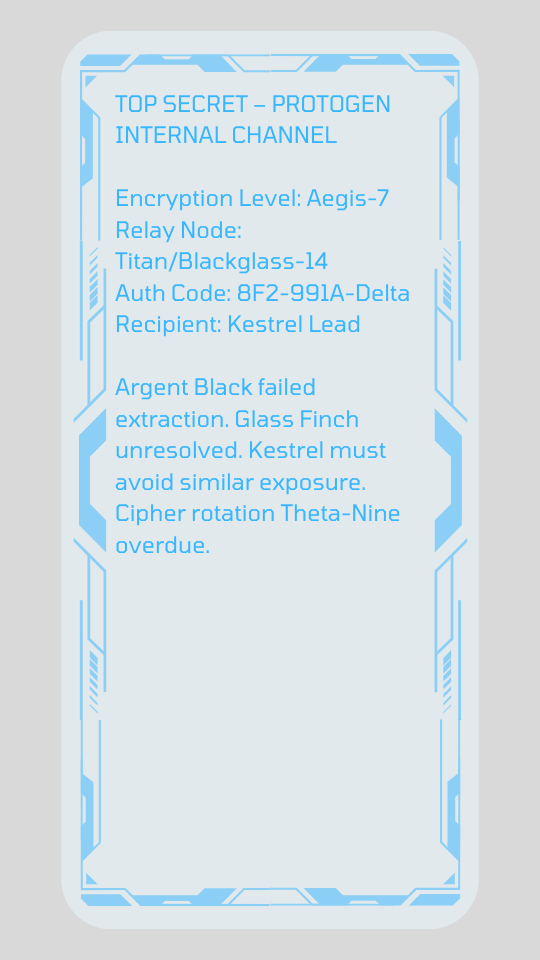 TOP SECRET – PROTOGEN
INTERNAL CHANNEL
Encryption Level: Aegis-7
Relay Node:
Titan/Blackglass-14
Auth Code: 8F2-991A-Delta
Recipient: Kestrel Lead
Argent Black failed
extraction. Glass Finch
unresolved. Kestrel must
avoid similar exposure.
Cipher rotation Theta-Nine
overdue.